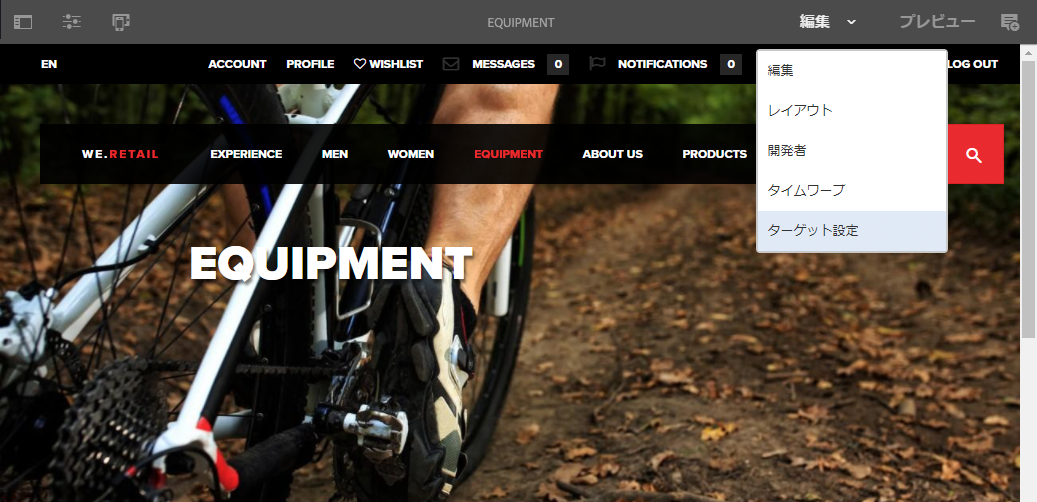 EQUIPMENT 編集 プレビュー
EN ACCOUNT PROFILE WISHLIST MESSAGES 0 NOTIFICATIONS 0 LOG OUT
編集
レイアウト
開発者
タイムワープ
ターゲット設定
WE.RETAIL EXPERIENCE MEN WOMEN EQUIPMENT ABOUT US PRODUCTS
EQUIPMENT